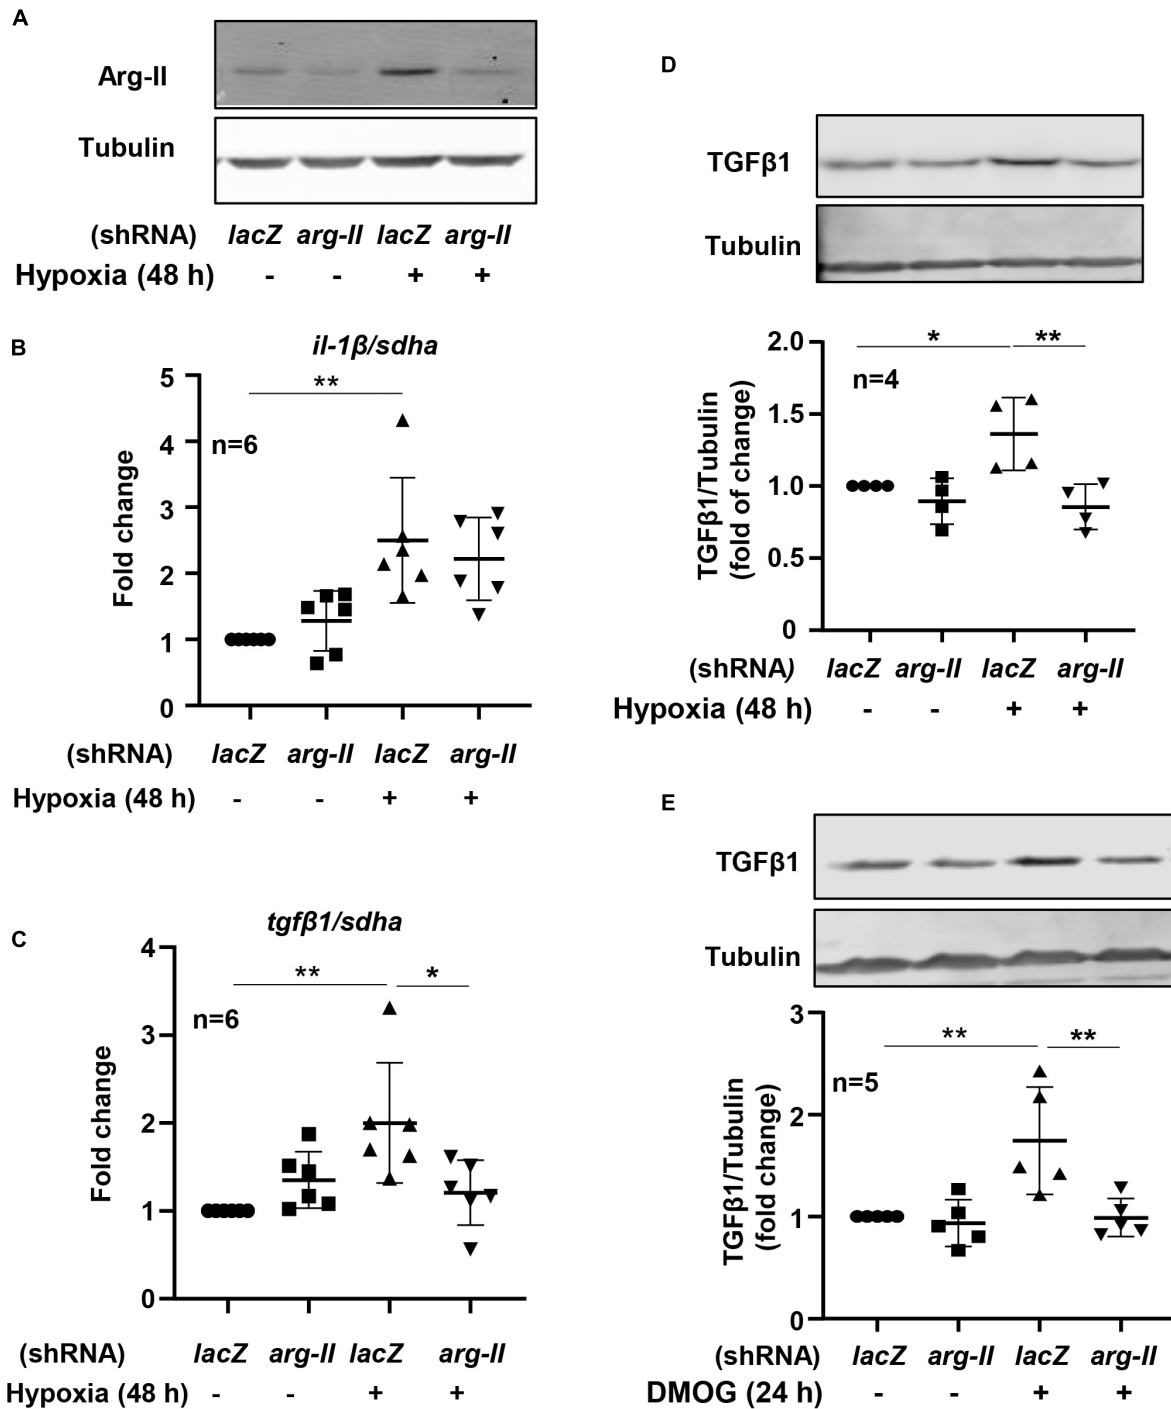 A
Arg-II
Tubulin
(shRNA) lacZ arg-II lacZ arg-II
Hypoxia (48 h) - - + +
B
il-1β/sdha
**
n=6
Fold change
5
4
3
2
1
0
(shRNA) lacZ arg-II lacZ arg-II
Hypoxia (48 h) - - + +
C
tgfβ1/sdha
** *
n=6
Fold change
4
3
2
1
0
(shRNA) lacZ arg-II lacZ arg-II
Hypoxia (48 h) - - + +
D
TGFβ1
Tubulin
* **
n=4
TGFβ1/Tubulin
(fold of change)
2.0
1.5
1.0
0.5
0
(shRNA) lacZ arg-II lacZ arg-II
Hypoxia (48 h) - - + +
E
TGFβ1
Tubulin
** **
n=5
TGFβ1/Tubulin
(fold change)
3
2
1
0
(shRNA) lacZ arg-II lacZ arg-II
DMOG (24 h) - - + +